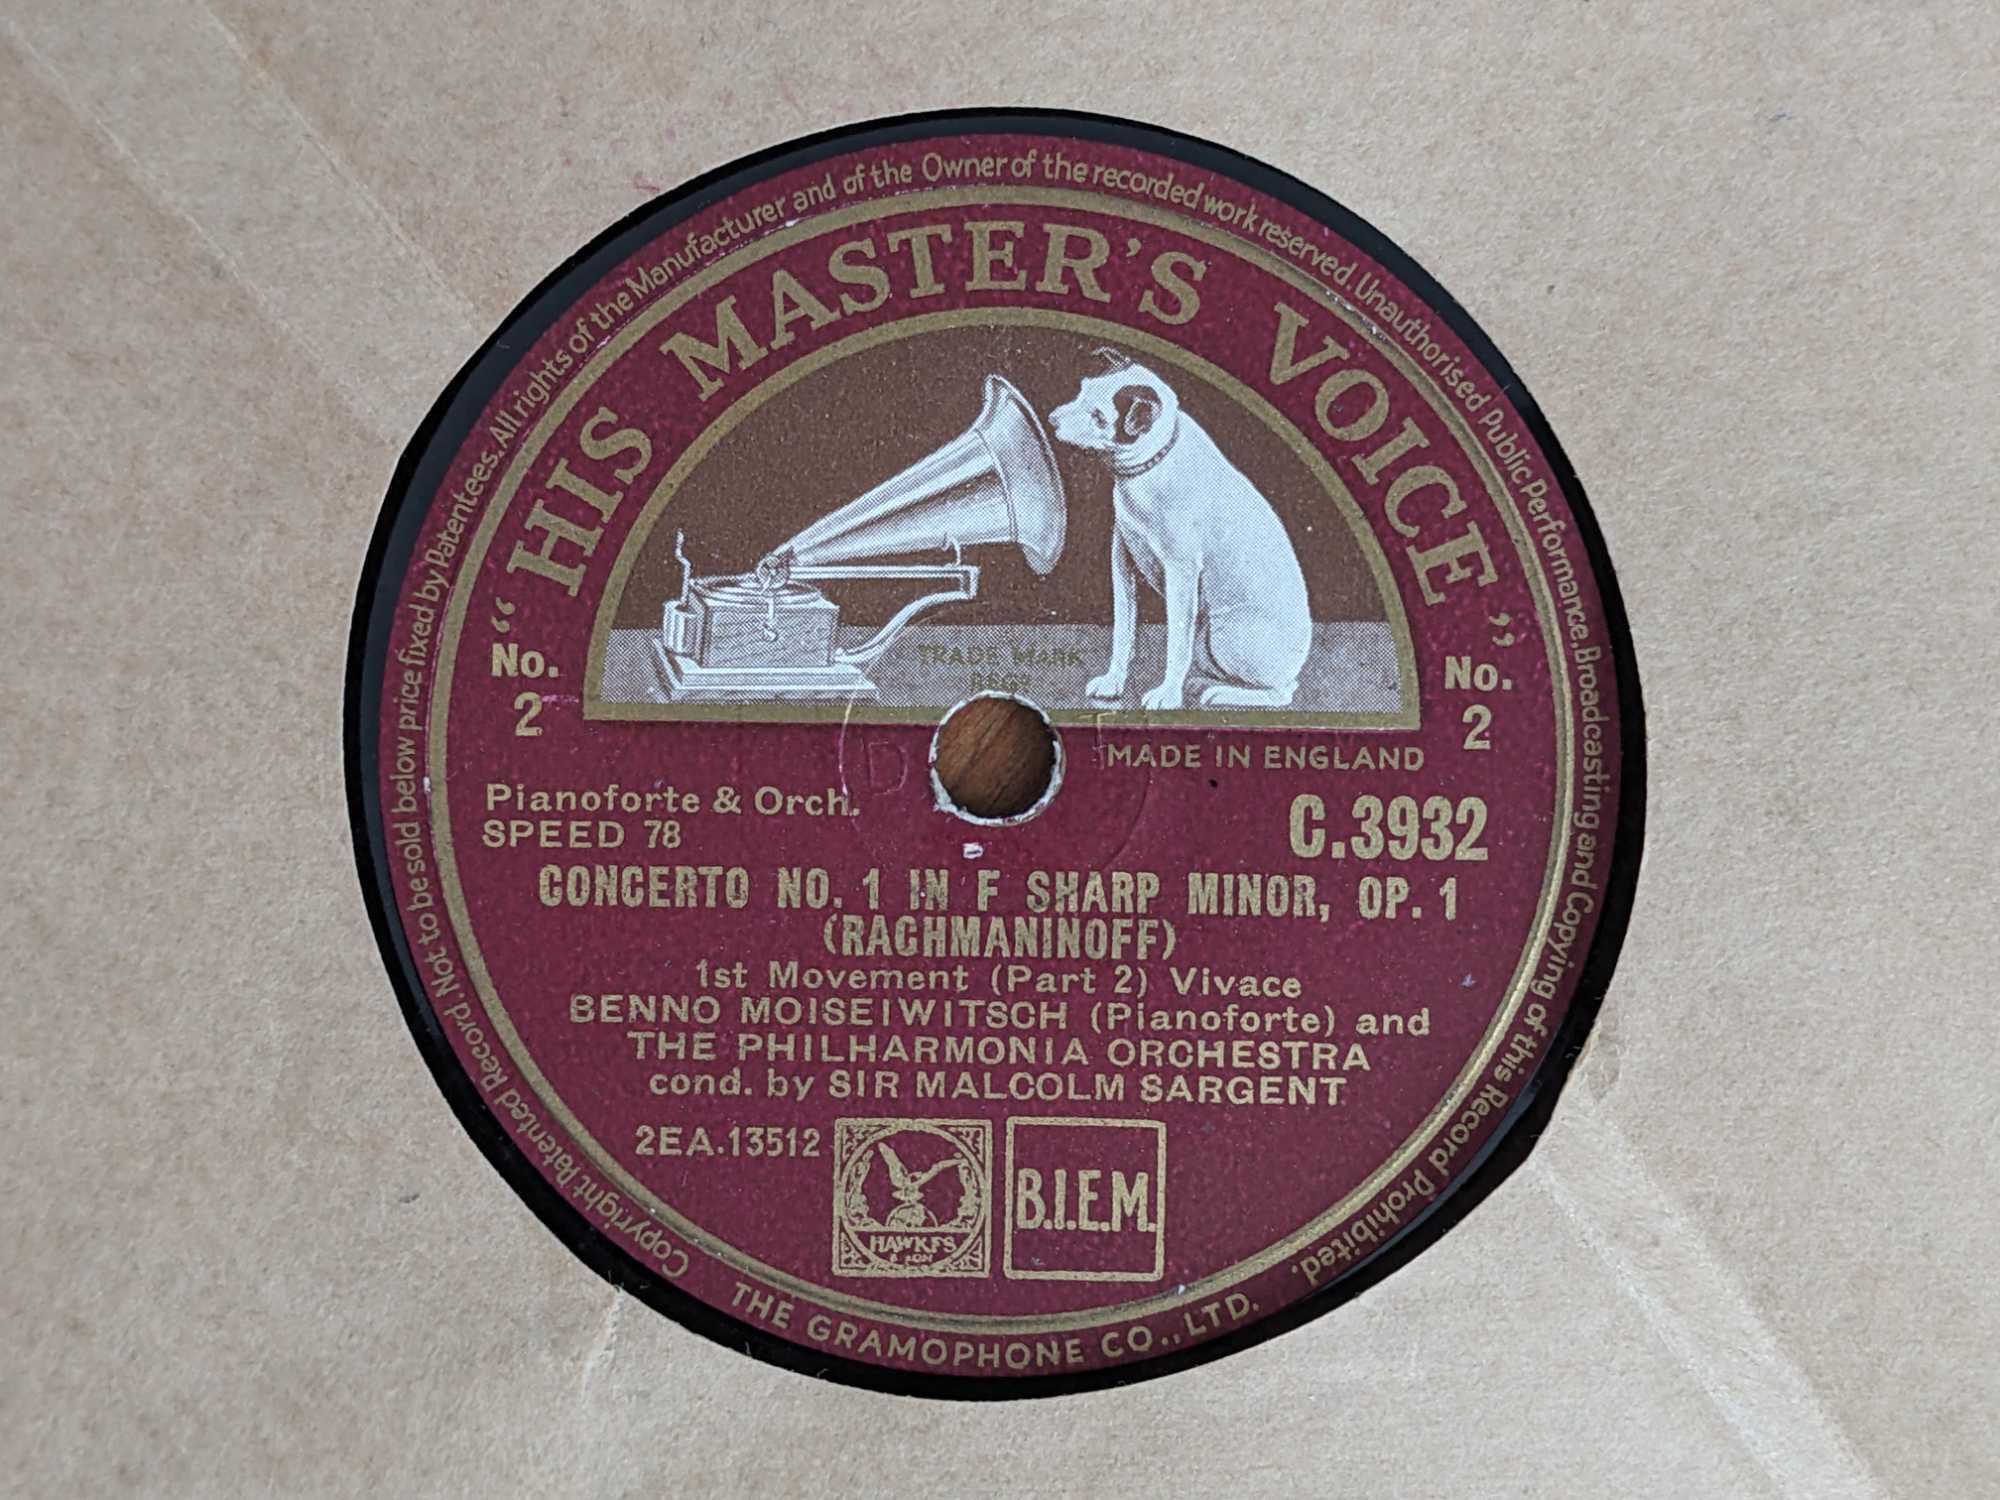 Copyright Patented Record. Not to be sold below price fixed by Patentees. All rights of the Manufacturer and of the Owner of the recorded work reserved. Unauthorised Public Performance, Broadcasting and Copying of this Record Prohibited.
“HIS MASTER'S VOICE”
TRADE MARK
REGD
No.
2
No.
2
D T
MADE IN ENGLAND
Pianoforte & Orch.
SPEED 78
C.3932
CONCERTO NO. 1 IN F SHARP MINOR, OP. 1
(RACHMANINOFF)
1st Movement (Part 2) Vivace
BENNO MOISEIWITSCH (Pianoforte) and
THE PHILHARMONIA ORCHESTRA
cond. by SIR MALCOLM SARGENT
2EA.13512
HAWKES
& SON
B.I.E.M.
THE GRAMOPHONE CO., LTD.